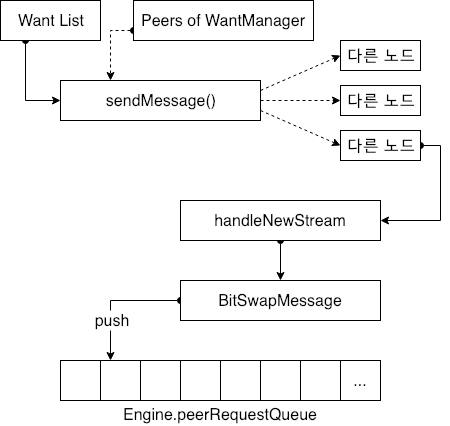 Want List
Peers of WantManager
sendMessage()
다른 노드
다른 노드
다른 노드
handleNewStream
BitSwapMessage
push
...
Engine.peerRequestQueue